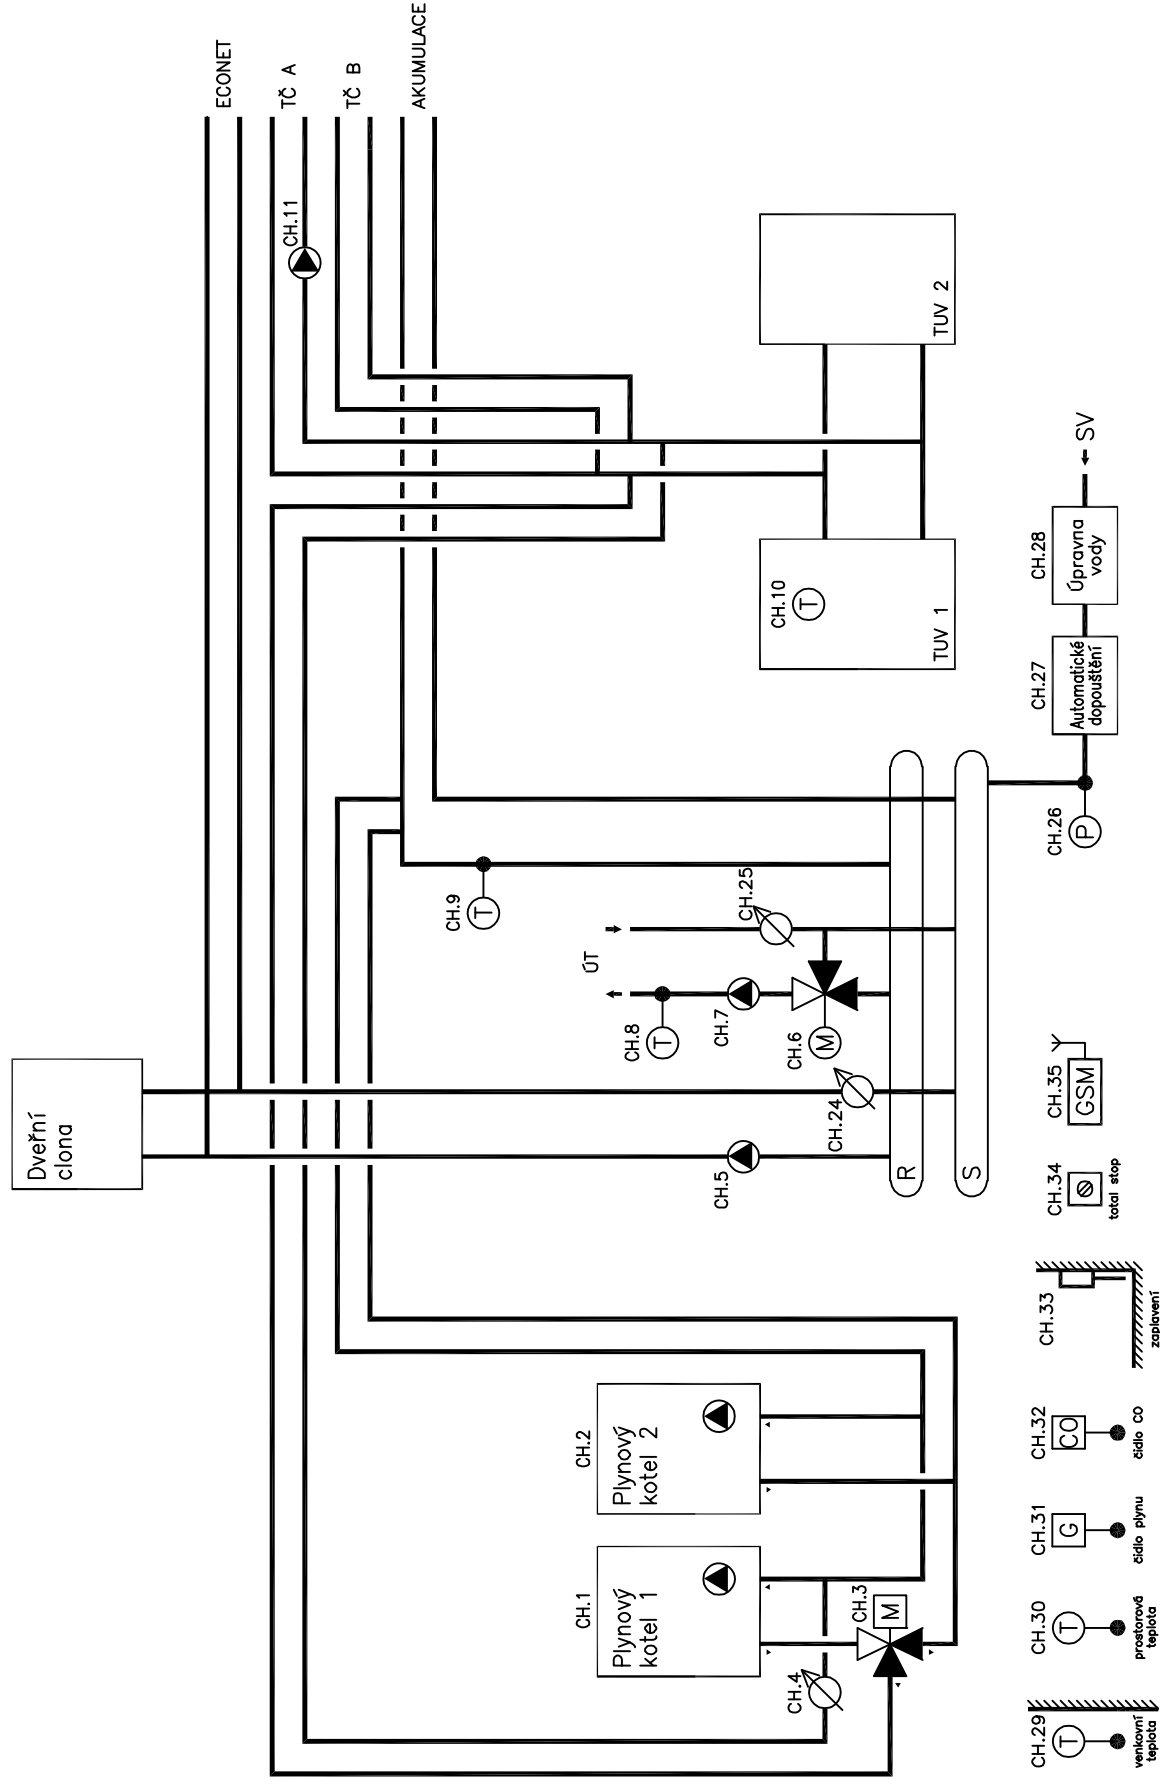 ECONET
TČ A
TČ B
AKUMULACE
CH.11
TUV 2
SV
CH.28
Úpravna
vody
CH.10
T
TUV 1
CH.27
Automatické
dopouštění
CH.26
P
CH.9
T
CH.25
ÚT
CH.8
T
CH.7
CH.6
M
CH.24
CH.5
R
S
Dveřní
clona
CH.35
GSM
CH.34
total stop
CH.33
zaplavení
CH.2
Plynový
kotel 2
CH.1
Plynový
kotel 1
CH.3
M
CH.4
CH.32
CO
čidlo CO
CH.31
G
čidlo plynu
CH.30
T
prostorová
teplota
CH.29
T
venkovní
teplota